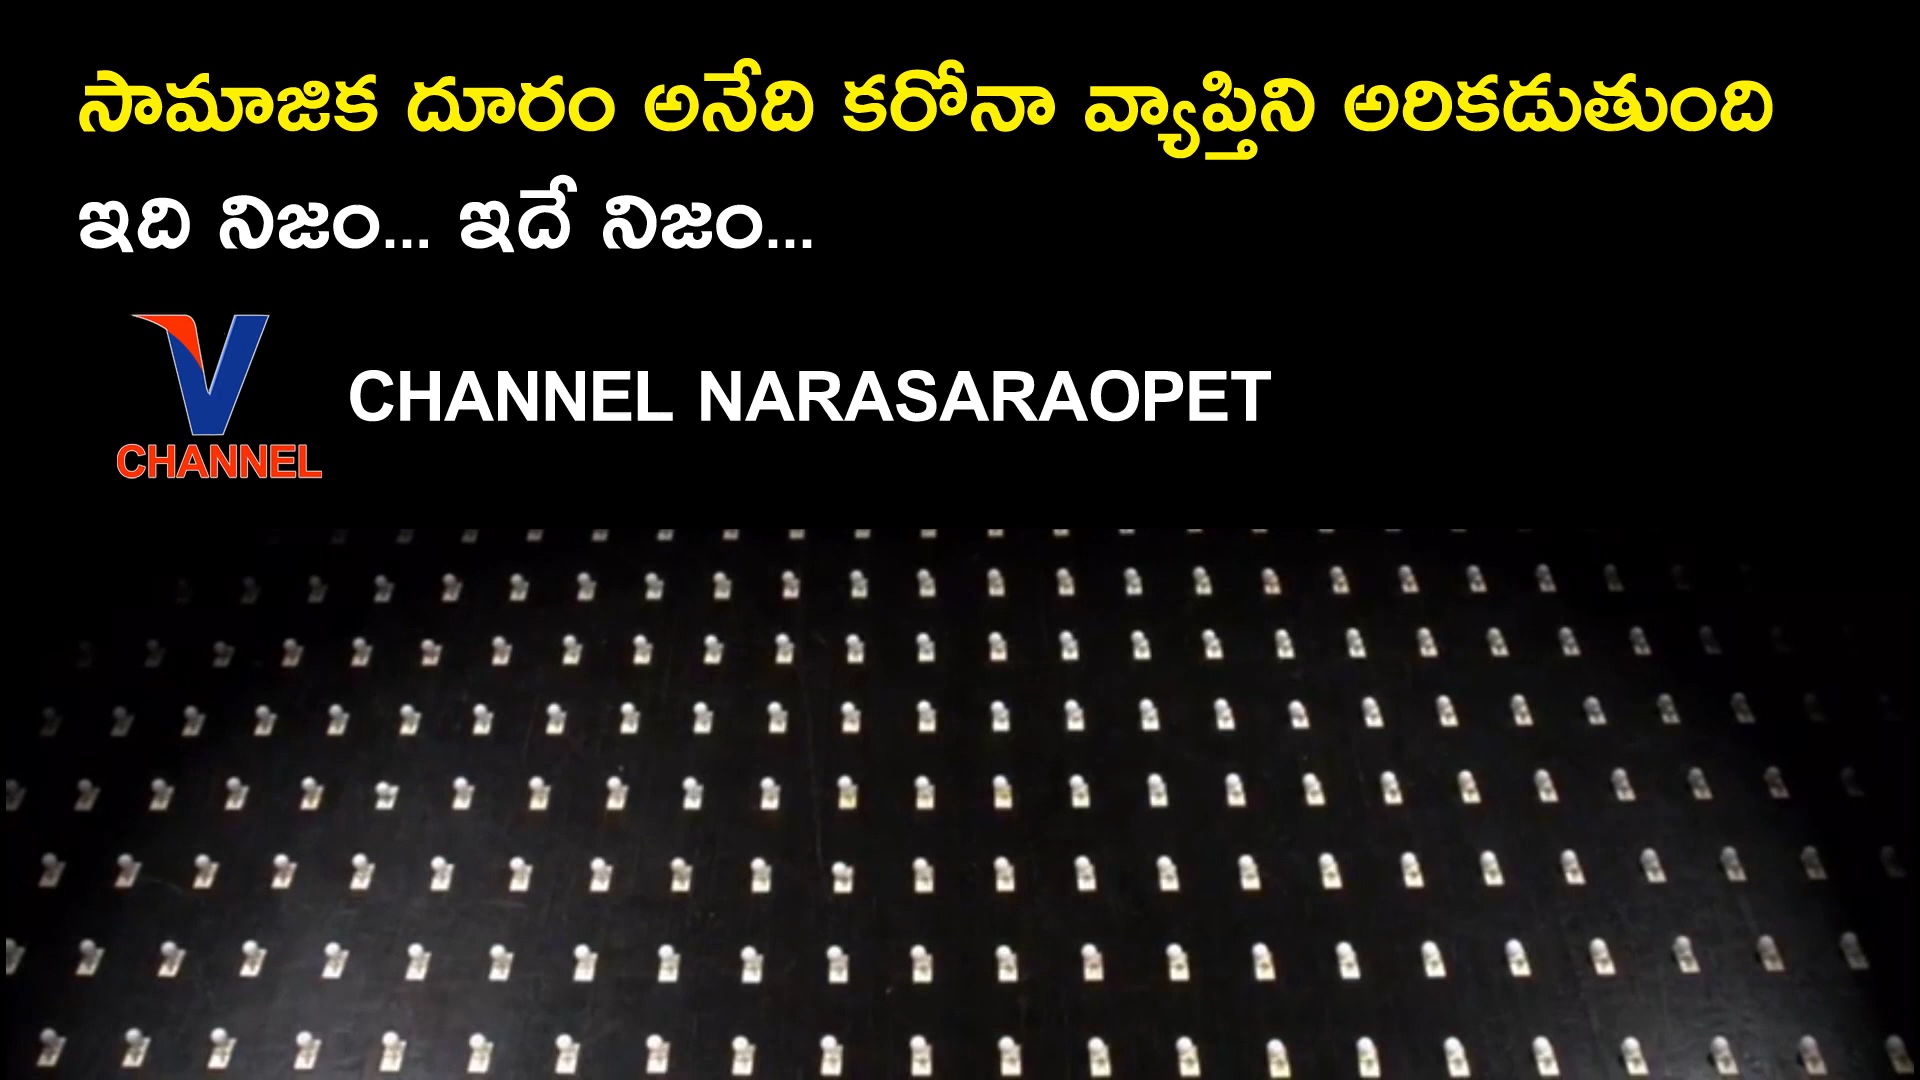 సామాజిక దూరం అనేది కరోనా వ్యాప్తిని అరికడుతుంది
ఇది నిజం... ఇదే నిజం...
V
CHANNEL
CHANNEL NARASARAOPET